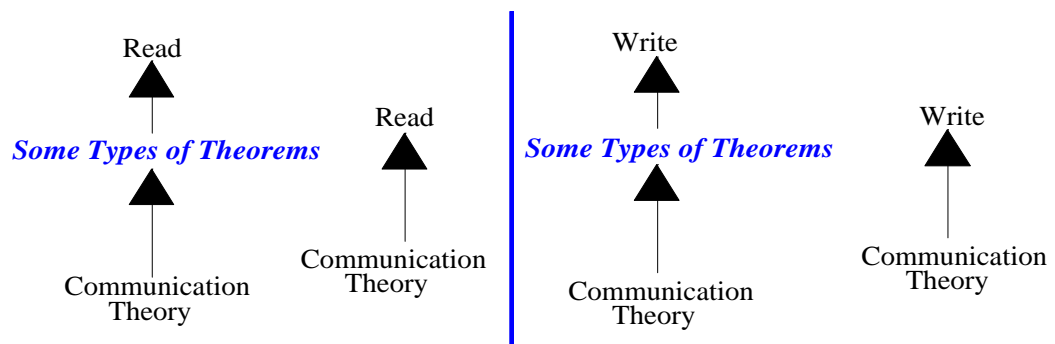 Read
Some Types of Theorems
Communication
Theory
Read
Communication
Theory
Write
Some Types of Theorems
Communication
Theory
Write
Communication
Theory